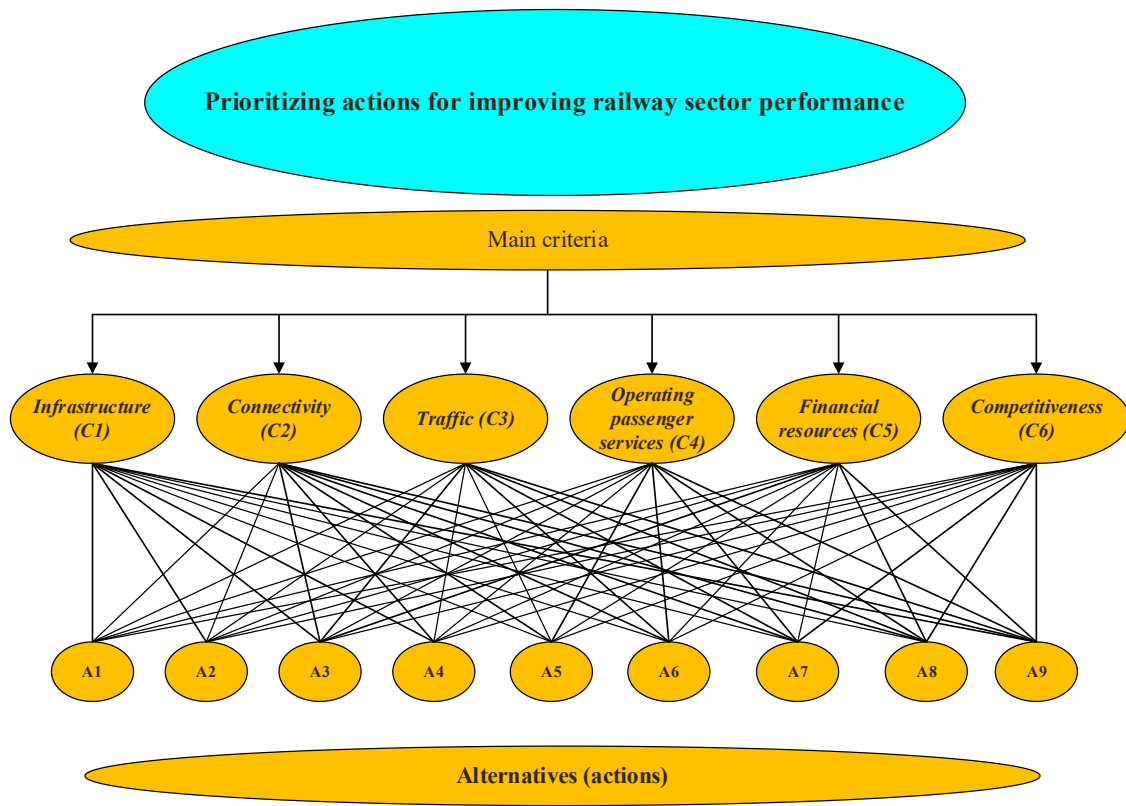 Prioritizing actions for improving railway sector performance
Main criteria
Infrastructure
(C1)
Connectivity
(C2)
Traffic (C3)
Operating
passenger
services (C4)
Financial
resources (C5)
Competitiveness
(C6)
A1
A2
A3
A4
A5
A6
A7
A8
A9
Alternatives (actions)